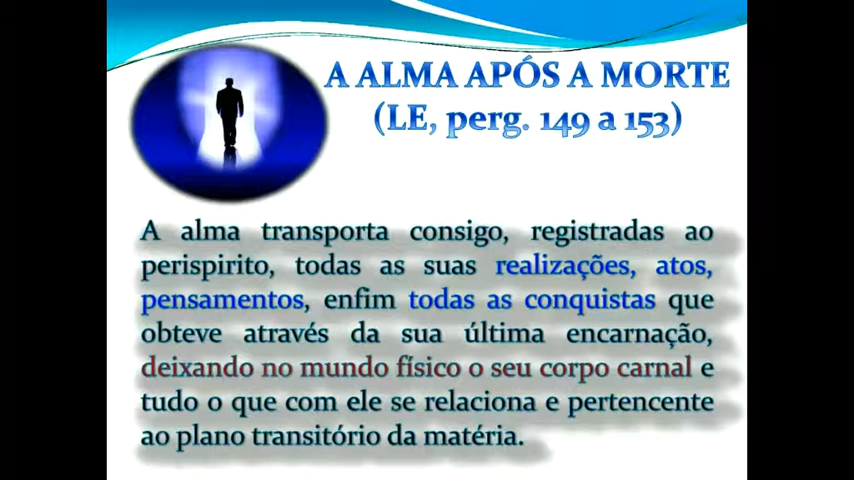 A ALMA APÓS A MORTE
(LE, perg. 149 a 153)
A alma transporta consigo, registradas ao
perispirito, todas as suas realizações, atos,
pensamentos, enfim todas as conquistas que
obteve através da sua última encarnação,
deixando no mundo físico o seu corpo carnal e
tudo o que com ele se relaciona e pertencente
ao plano transitório da matéria.